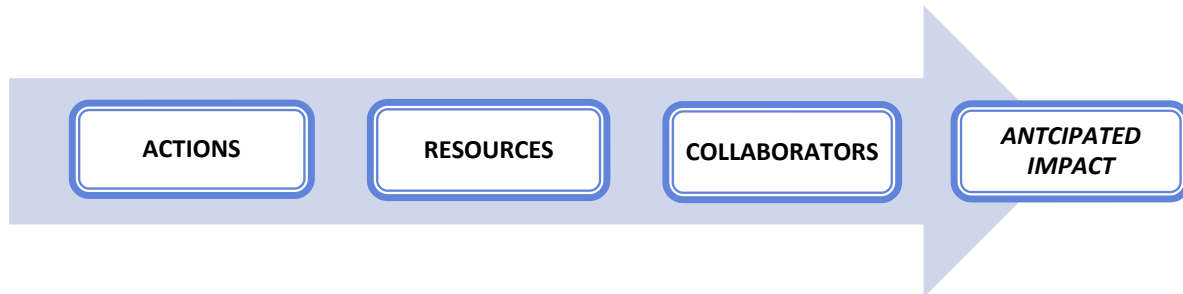 ACTIONS
RESOURCES
COLLABORATORS
ANTCIPATED
IMPACT